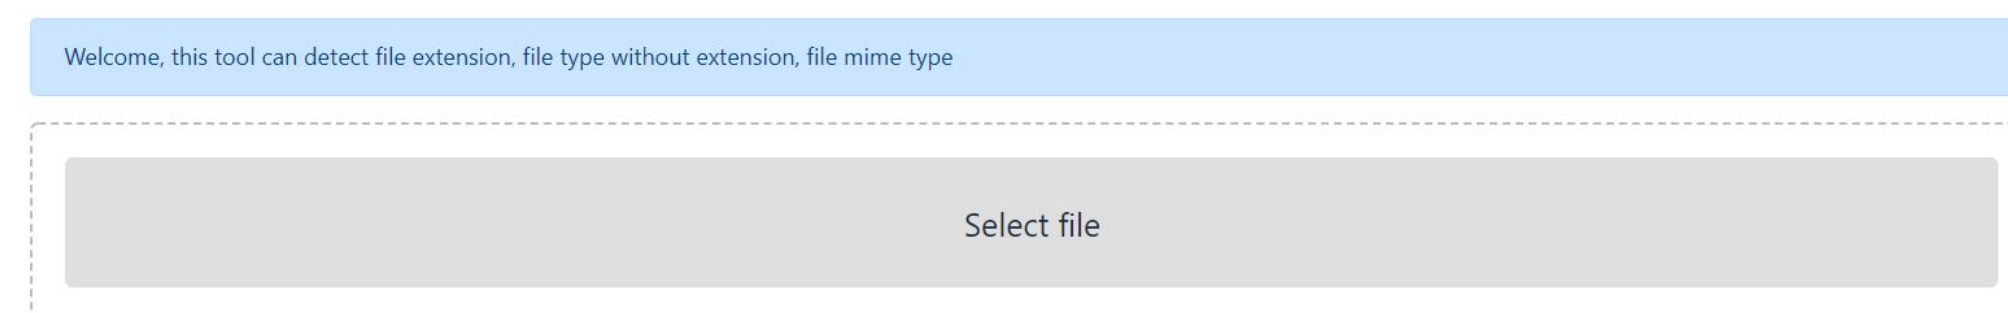 Welcome, this tool can detect file extension, file type without extension, file mime type
Select file